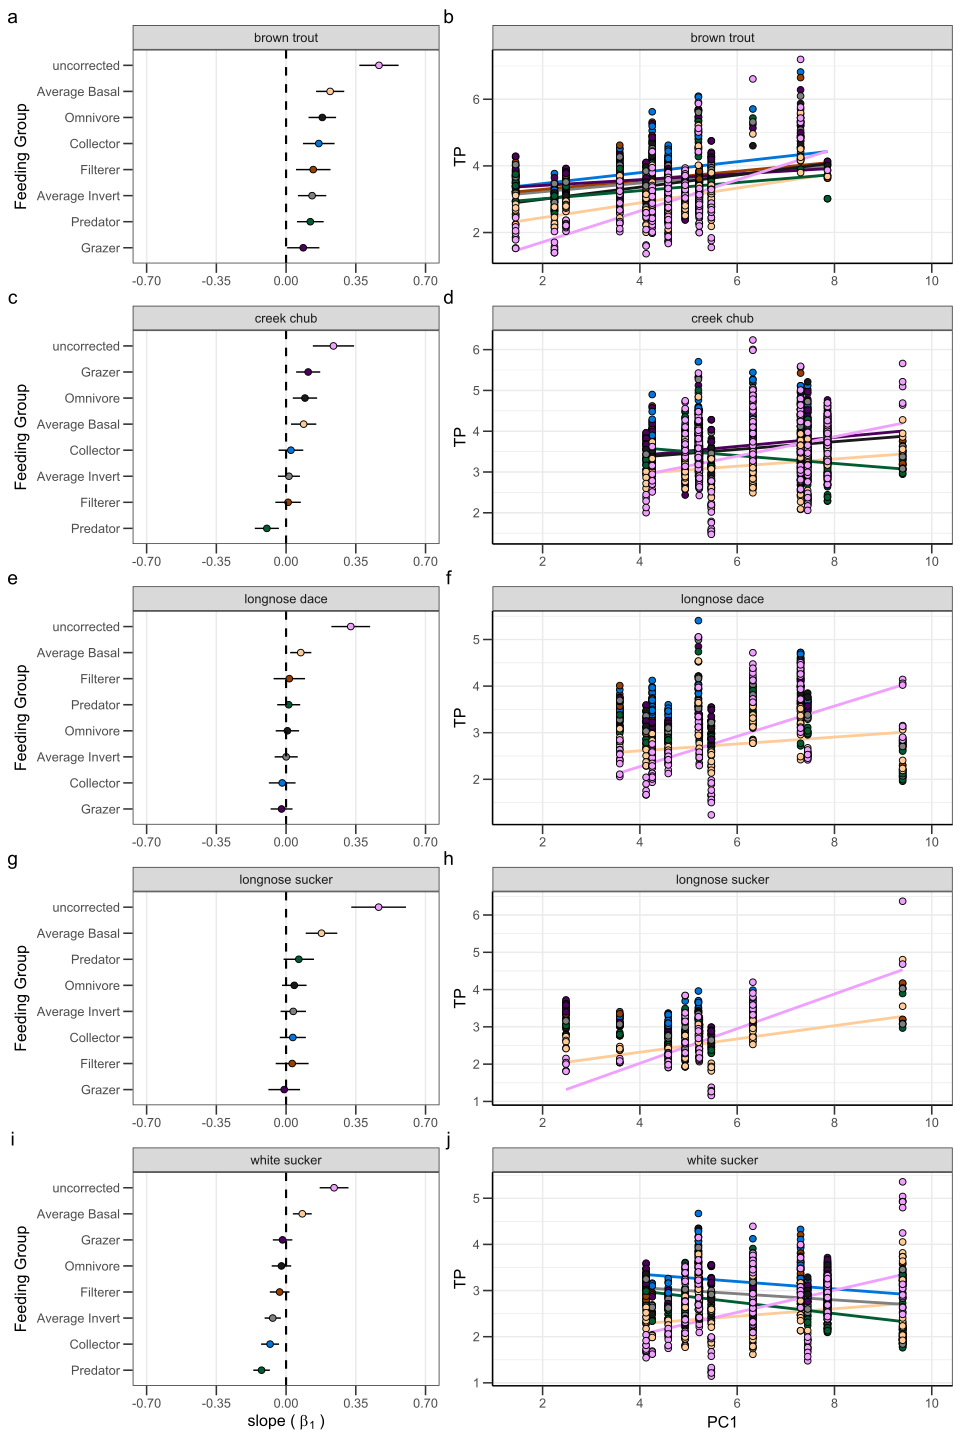 a
brown trout
Feeding Group
uncorrected
Average Basal
Omnivore
Collector
Filterer
Average Invert
Predator
Grazer
-0.70 -0.35 0.00 0.35 0.70
b
brown trout
TP
6
4
2
2 4 6 8 10
c
creek chub
Feeding Group
uncorrected
Grazer
Omnivore
Average Basal
Collector
Average Invert
Filterer
Predator
-0.70 -0.35 0.00 0.35 0.70
d
creek chub
TP
6
5
4
3
2
2 4 6 8 10
e
longnose dace
Feeding Group
uncorrected
Average Basal
Filterer
Predator
Omnivore
Average Invert
Collector
Grazer
-0.70 -0.35 0.00 0.35 0.70
f
longnose dace
TP
5
4
3
2
2 4 6 8 10
g
longnose sucker
Feeding Group
uncorrected
Average Basal
Predator
Omnivore
Average Invert
Collector
Filterer
Grazer
-0.70 -0.35 0.00 0.35 0.70
h
longnose sucker
TP
6
5
4
3
2
1
2 4 6 8 10
i
white sucker
Feeding Group
uncorrected
Average Basal
Grazer
Omnivore
Filterer
Average Invert
Collector
Predator
-0.70 -0.35 0.00 0.35 0.70
slope ( β1 )
j
white sucker
TP
5
4
3
2
1
2 4 6 8 10
PC1